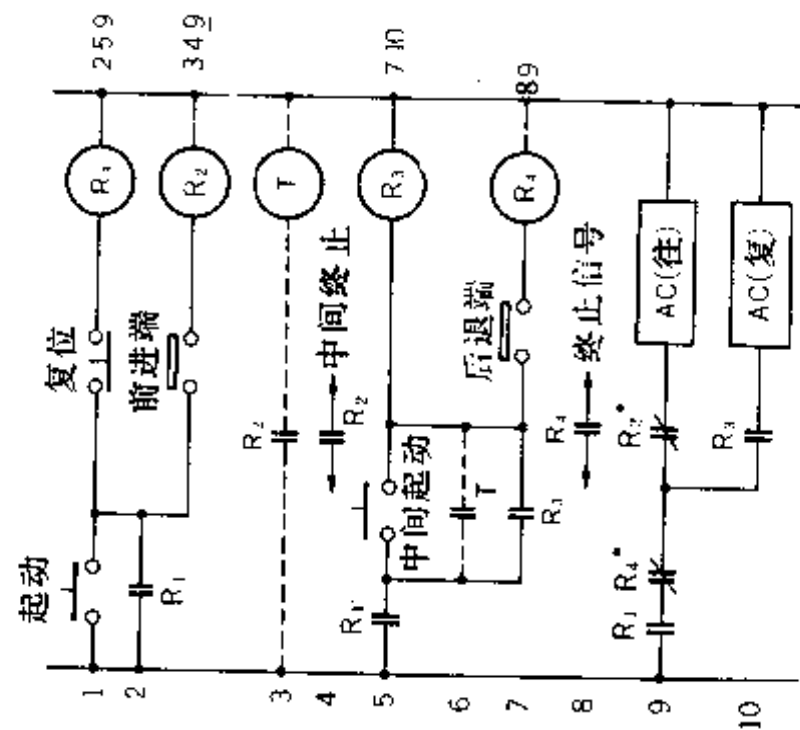 1
2
3
4
5
6
7
8
9
10
起动
R₁
复位
前进端
R₁
R₂
T
R₃
R₄
259
349
710
89
R₂
R₂
中间终止
R₁
中间起动
T
R₃
后退端
R₄
终止信号
R₁
R₄*
R₂*
R₃
AC(往)
AC(复)